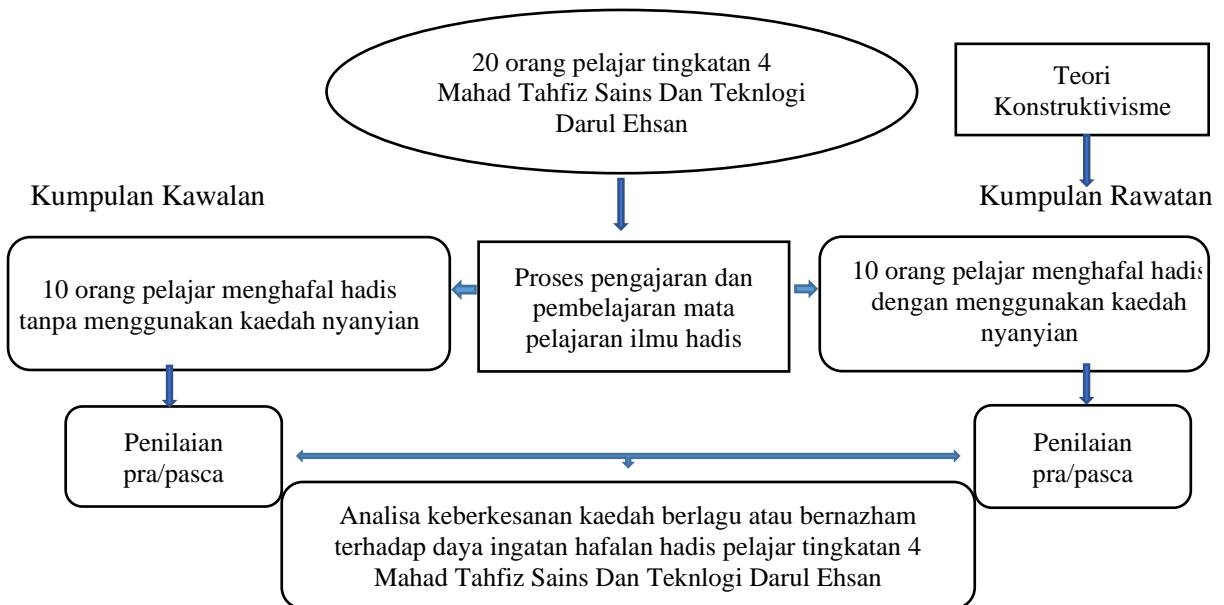 20 orang pelajar tingkatan 4
Mahad Tahfiz Sains Dan Teknlogi
Darul Ehsan
Teori
Konstruktivisme
Kumpulan Kawalan
Kumpulan Rawatan
10 orang pelajar menghafal hadis
tanpa menggunakan kaedah nyanyian
Proses pengajaran dan
pembelajaran mata
pelajaran ilmu hadis
10 orang pelajar menghafal hadis
dengan menggunakan kaedah
nyanyian
Penilaian
pra/pasca
Penilaian
pra/pasca
Analisa keberkesanan kaedah berlagu atau bernazham
terhadap daya ingatan hafalan hadis pelajar tingkatan 4
Mahad Tahfiz Sains Dan Teknlogi Darul Ehsan